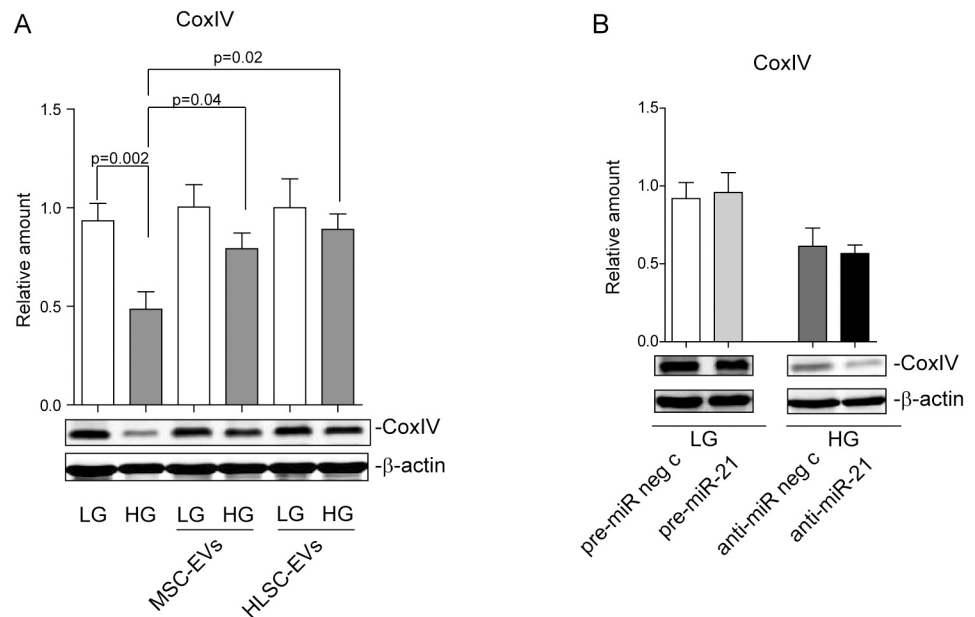 A
CoxIV
p=0.02
p=0.04
p=0.002
1.5
1.0
0.5
0.0
Relative amount
-CoxIV
-β-actin
LG HG LG HG LG HG
MSC-EVs
HLSC-EVs
B
CoxIV
1.5
1.0
0.5
1.0
Relative amount
-CoxIV
-β-actin
LG
HG
pre-miR neg c
pre-miR-21
anti-miR neg c
anti-miR-21